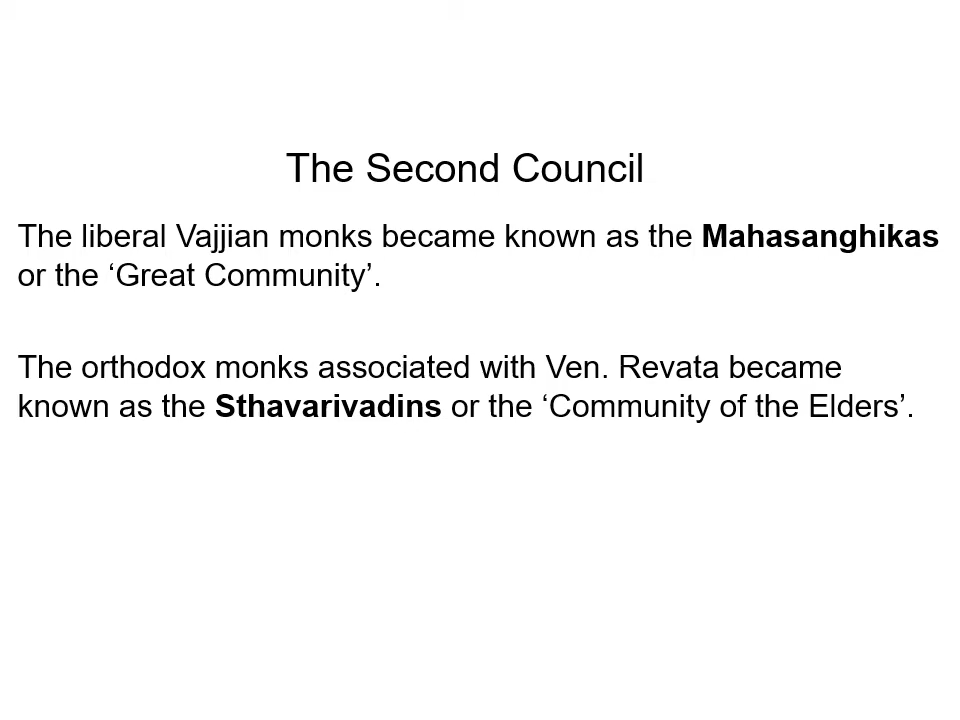 The Second Council
The liberal Vajjian monks became known as the Mahasanghikas
or the ‘Great Community’.
The orthodox monks associated with Ven. Revata became
known as the Sthavarivadins or the ‘Community of the Elders’.